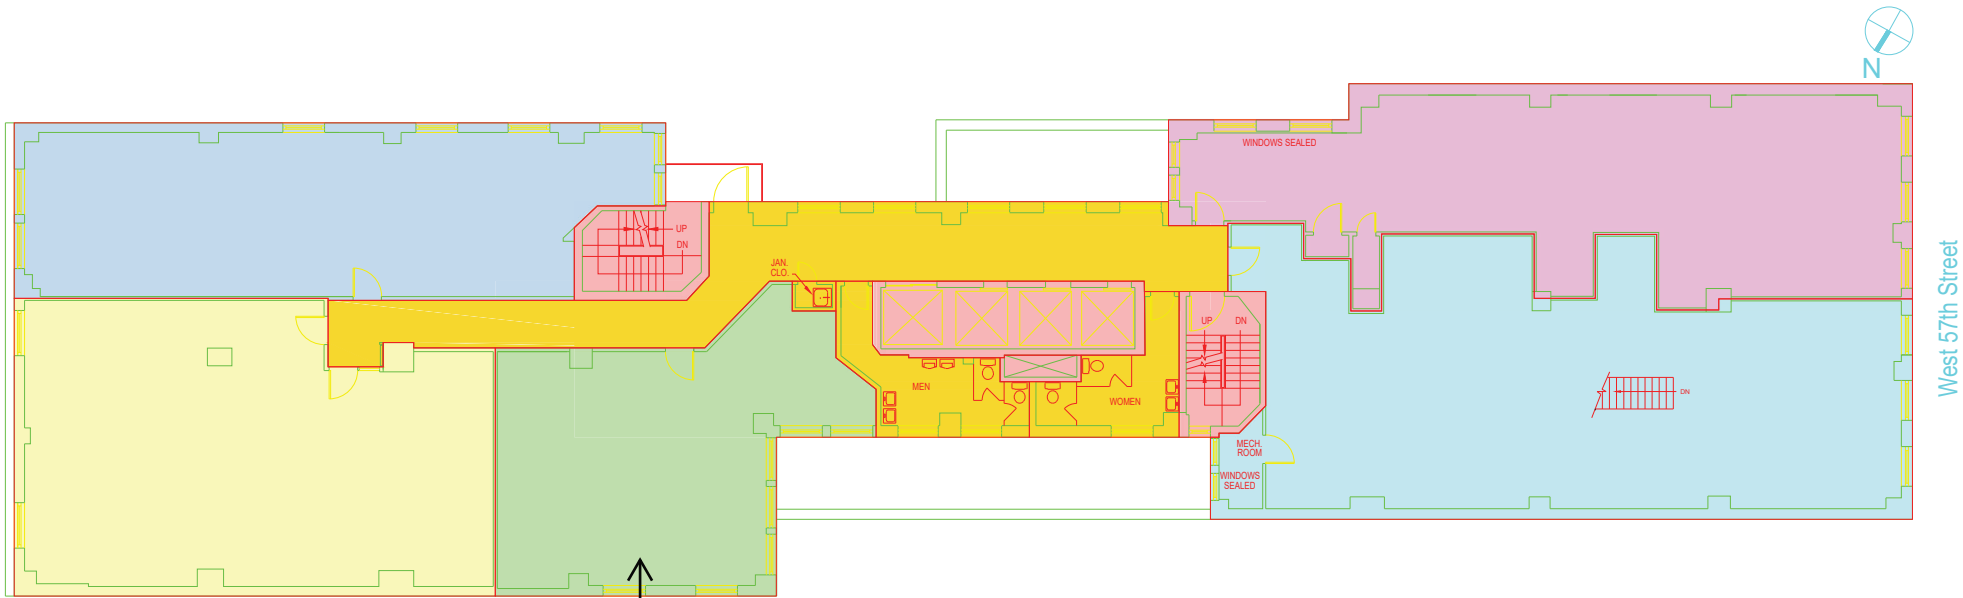 N
WINDOWS SEALED
UP
DN
JAN.
CLO.
UP
DN
MEN
WOMEN
DN
MECH.
ROOM
WINDOWS
SEALED
West 57th Street